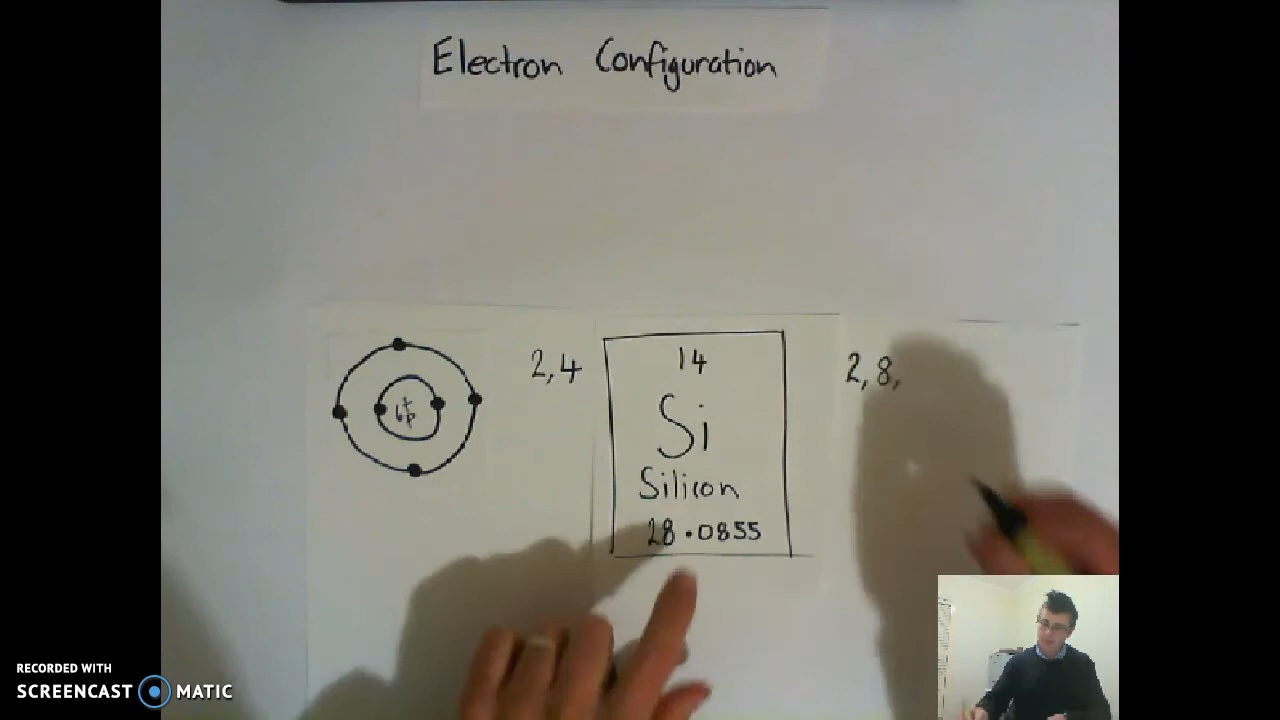 Electron Configuration
2,4
14
Si
Silicon
28.0855
2,8,
6p+
RECORDED WITH
SCREENCAST MATIC